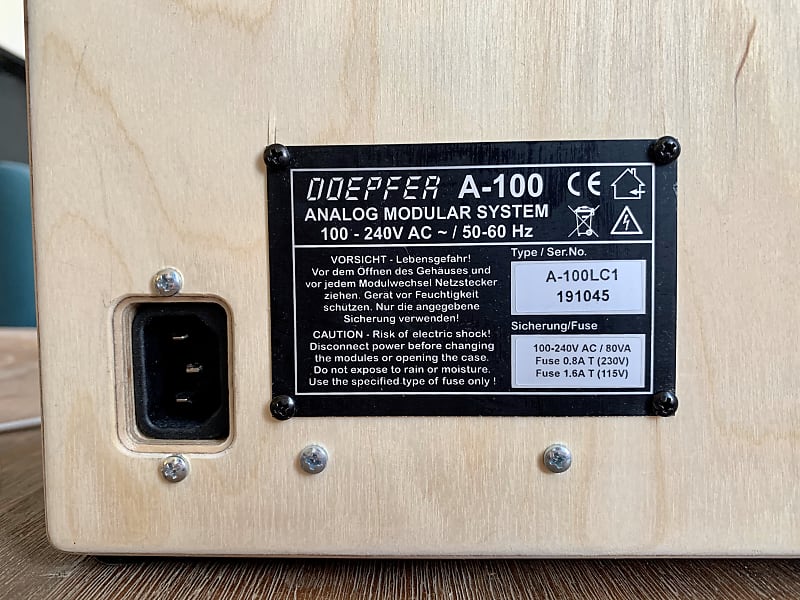 DOEPFER A-100 CE
ANALOG MODULAR SYSTEM
100 - 240V AC ~ / 50-60 Hz
VORSICHT - Lebensgefahr!
Vor dem Öffnen des Gehäuses und
vor jedem Modulwechsel Netzstecker
ziehen. Gerät vor Feuchtigkeit
schützen. Nur die angegebene
Sicherung verwenden!
CAUTION - Risk of electric shock!
Disconnect power before changing
the modules or opening the case.
Do not expose to rain or moisture.
Use the specified type of fuse only !
Type / Ser.No.
A-100LC1
191045
Sicherung/Fuse
100-240V AC / 80VA
Fuse 0.8A T (230V)
Fuse 1.6A T (115V)